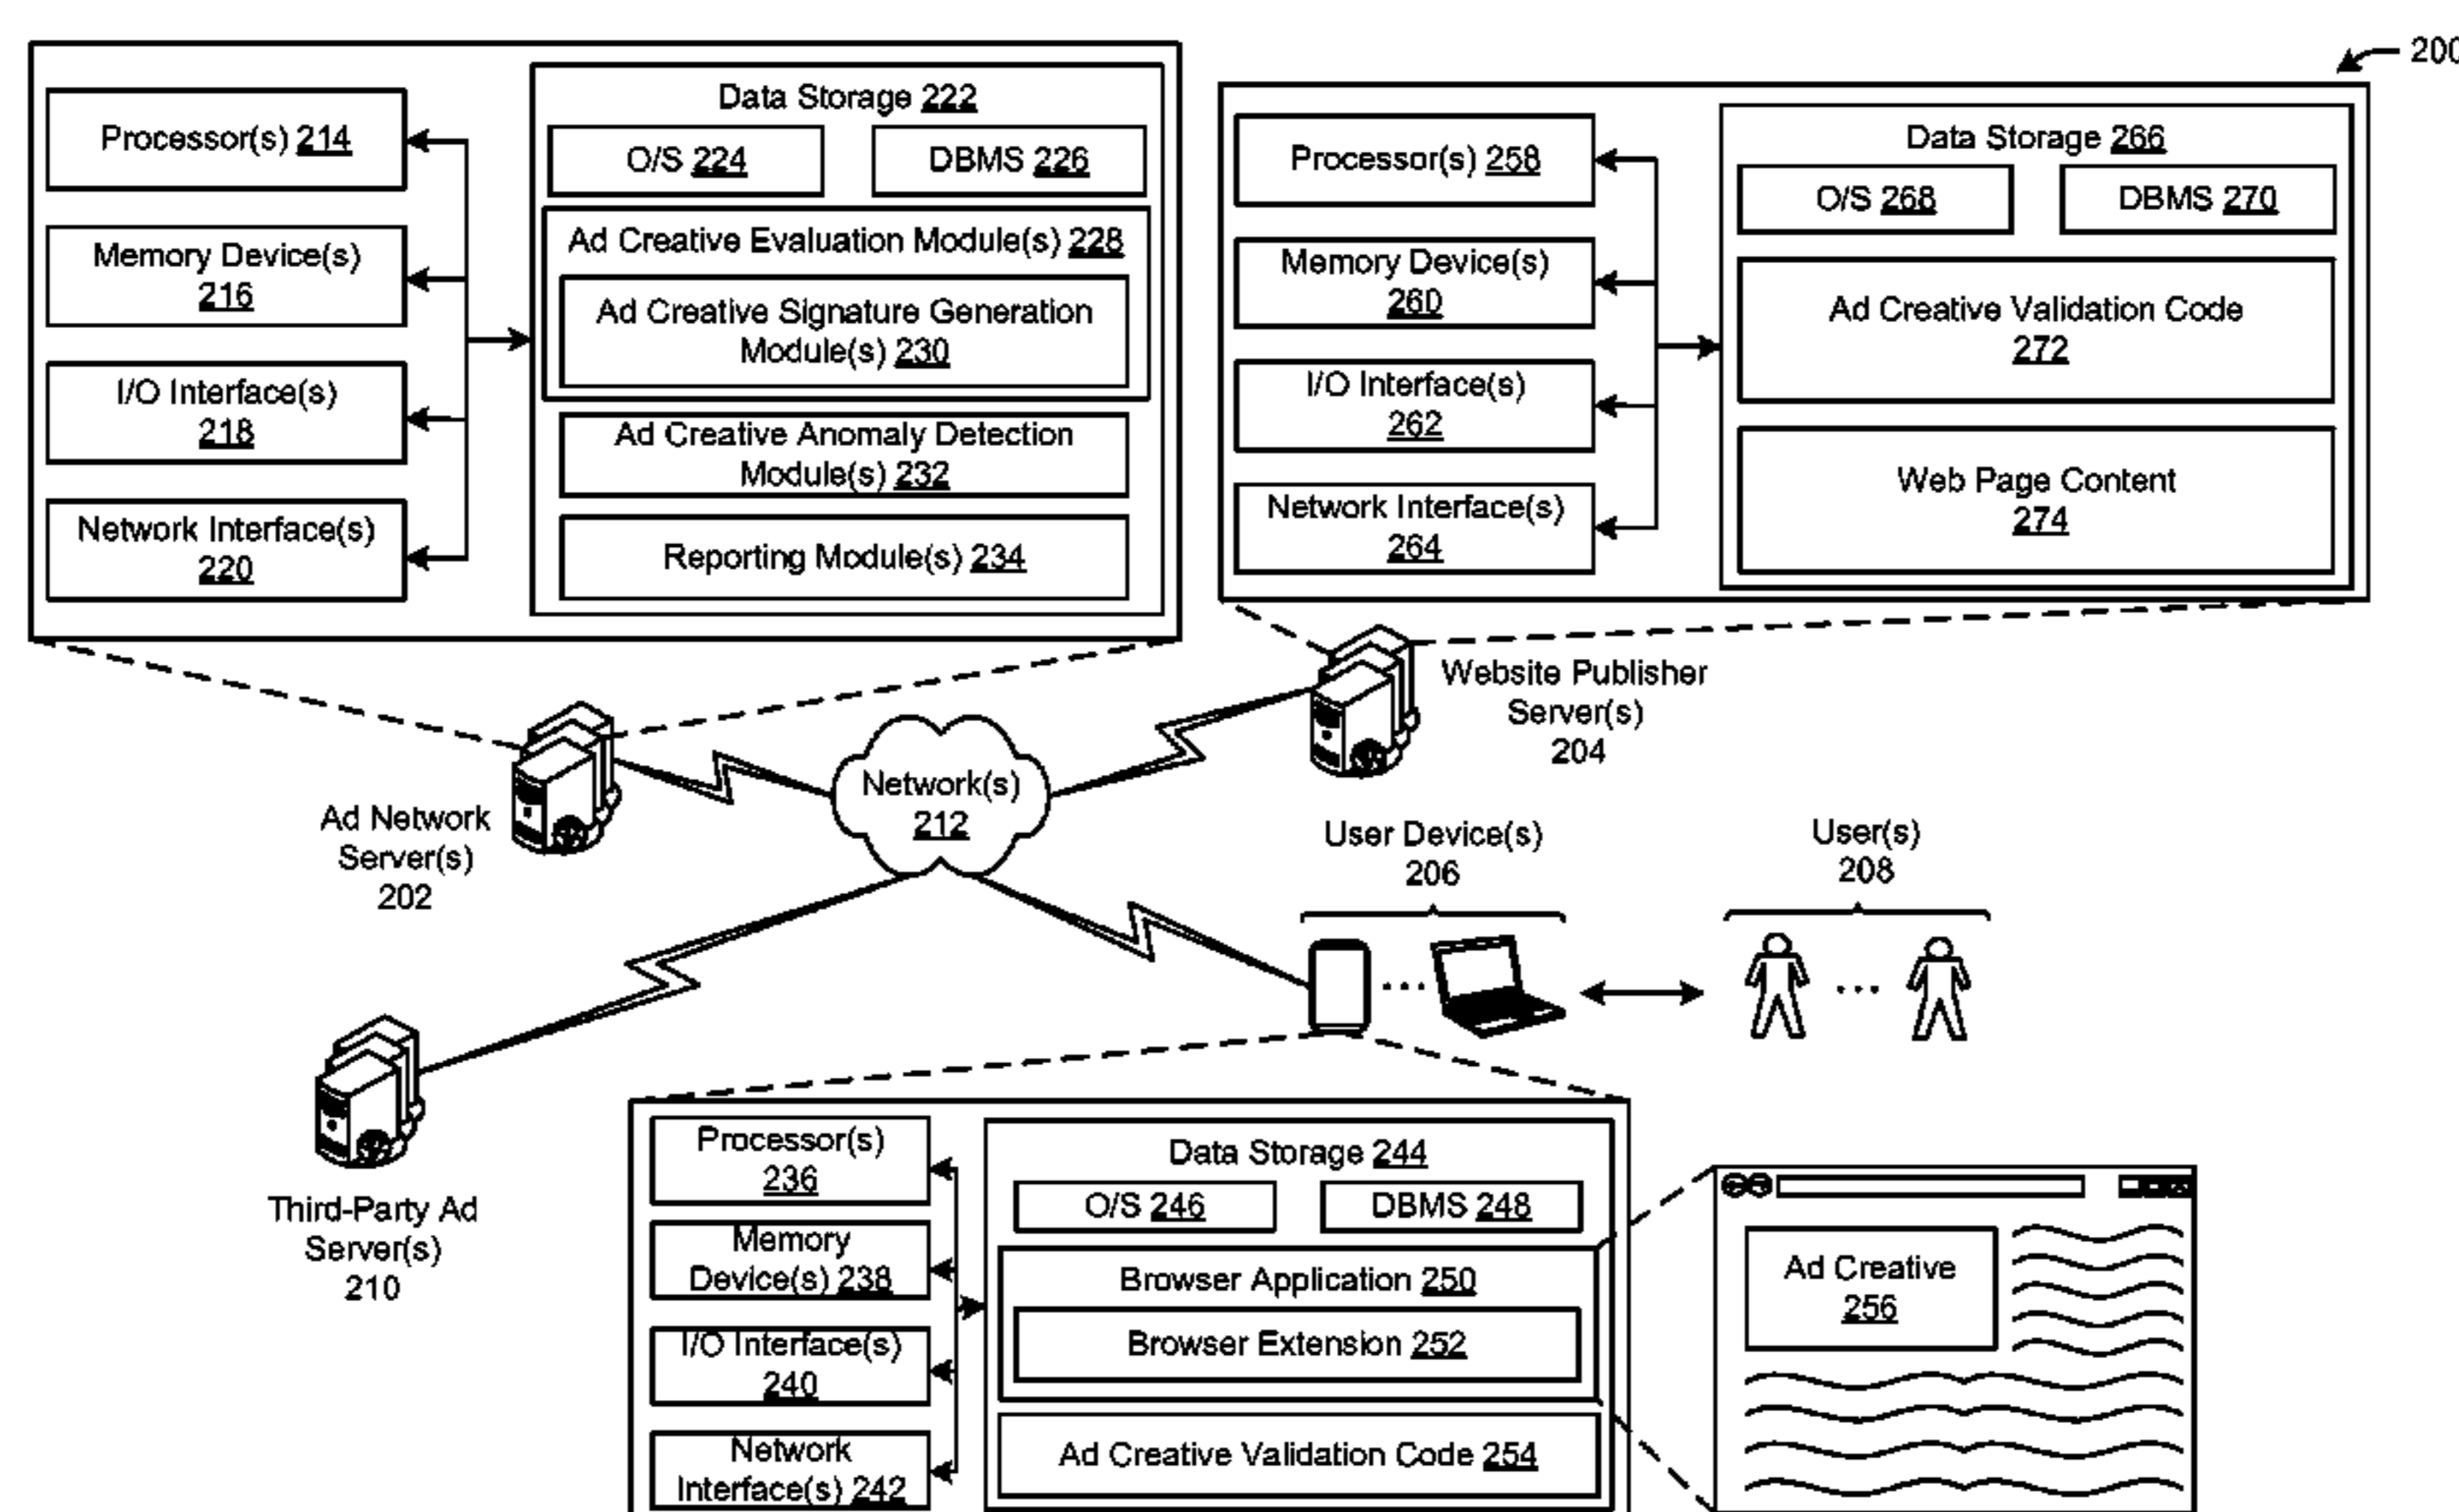 200
Processor(s) 214
Memory Device(s)
216
I/O Interface(s)
218
Network Interface(s)
220
Data Storage 222
O/S 224
DBMS 226
Ad Creative Evaluation Module(s) 228
Ad Creative Signature Generation
Module(s) 230
Ad Creative Anomaly Detection
Module(s) 232
Reporting Module(s) 234
Processor(s) 258
Memory Device(s)
260
I/O Interface(s)
262
Network Interface(s)
264
Data Storage 266
O/S 268
DBMS 270
Ad Creative Validation Code
272
Web Page Content
274
Website Publisher
Server(s)
204
Ad Network
Server(s)
202
Network(s)
212
User Device(s)
206
User(s)
208
Third-Party Ad
Server(s)
210
Processor(s)
236
Memory
Device(s) 238
I/O Interface(s)
240
Network
Interface(s) 242
Data Storage 244
O/S 246
DBMS 248
Browser Application 250
Browser Extension 252
Ad Creative Validation Code 254
Ad Creative
256